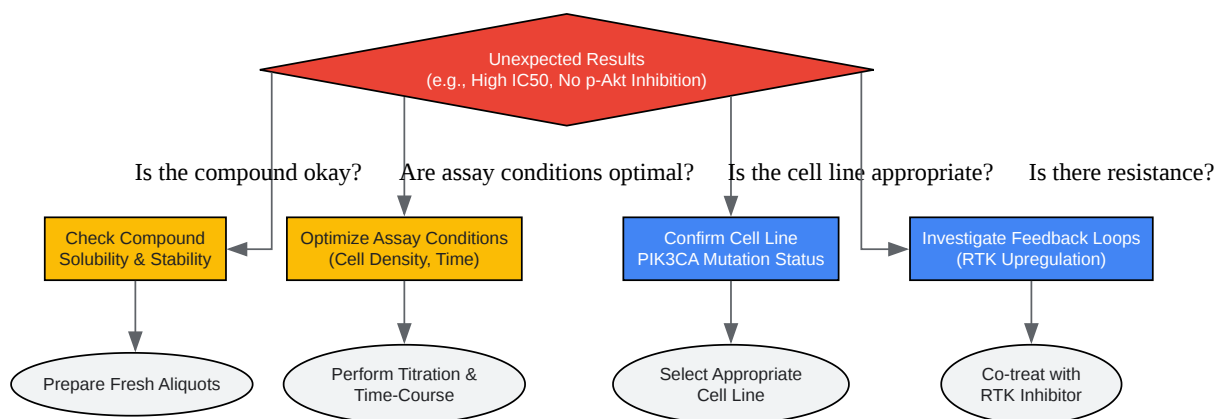 Unexpected Results
(e.g., High IC50, No p-Akt Inhibition)
Is the compound okay?
Are assay conditions optimal?
Is the cell line appropriate?
Is there resistance?
Check Compound
Solubility & Stability
Optimize Assay Conditions
(Cell Density, Time)
Confirm Cell Line
PIK3CA Mutation Status
Investigate Feedback Loops
(RTK Upregulation)
Prepare Fresh Aliquots
Perform Titration &
Time-Course
Select Appropriate
Cell Line
Co-treat with
RTK Inhibitor